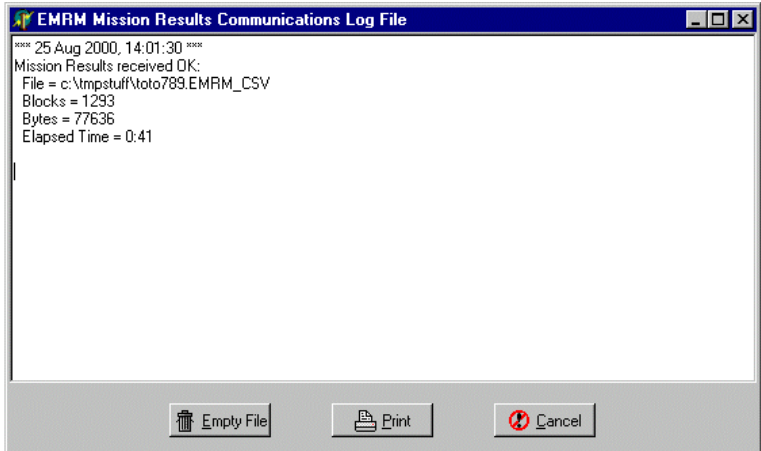 EMRM Mission Results Communications Log File
*** 25 Aug 2000, 14:01:30 ***
Mission Results received OK:
File = c:\tmpstuff\toto789.EMRM_CSV
Blocks = 1293
Bytes = 77636
Elapsed Time = 0:41
Empty File
Print
Cancel